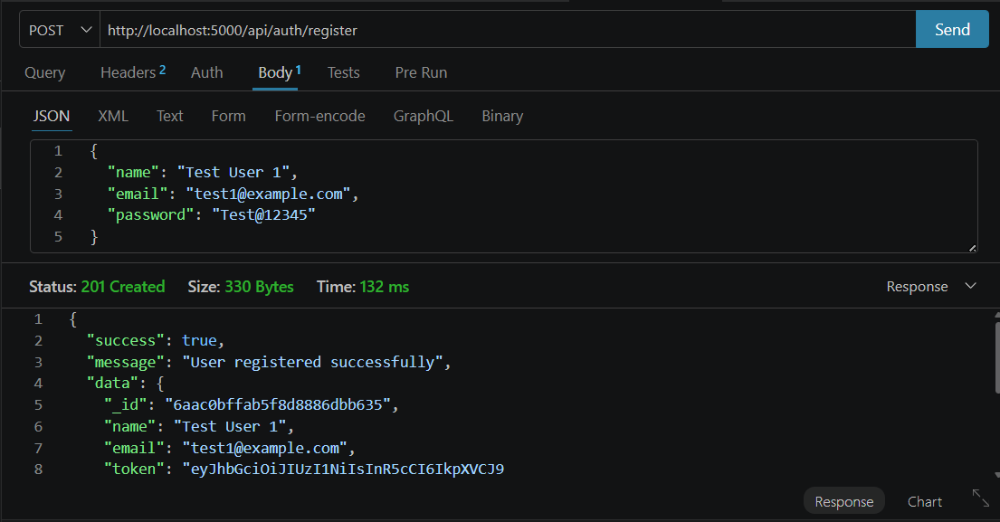 POST http://localhost:5000/api/auth/register Send
Query Headers 2 Auth Body 1 Tests Pre Run
JSON XML Text Form Form-encode GraphQL Binary
1 {
2 "name": "Test User 1",
3 "email": "test1@example.com",
4 "password": "Test@12345"
5 }
Status: 201 Created Size: 330 Bytes Time: 132 ms Response
1 {
2 "success": true,
3 "message": "User registered successfully",
4 "data": {
5 "_id": "6aac0bffab5f8d8886dbb635",
6 "name": "Test User 1",
7 "email": "test1@example.com",
8 "token": "eyJhbGciOiJIUzI1NiIsInR5cCI6IkpXVCJ9
Response Chart